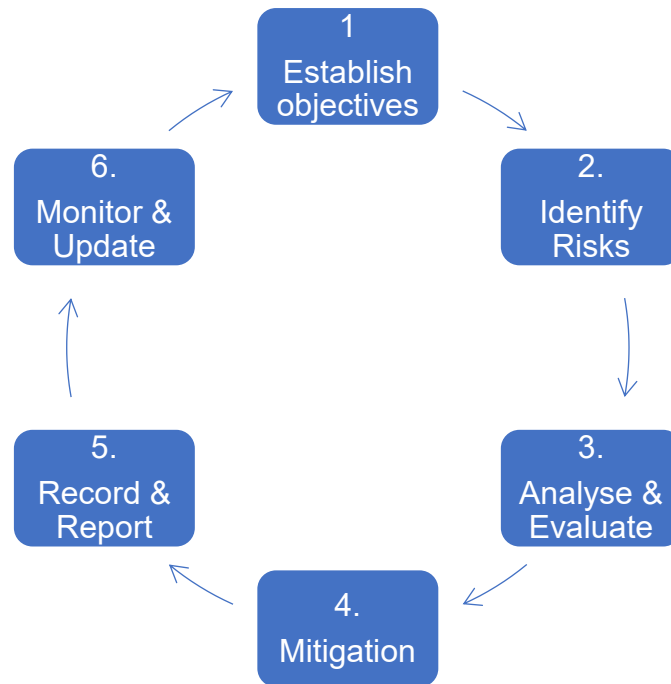 1
Establish
objectives
2.
Identify
Risks
3.
Analyse &
Evaluate
4.
Mitigation
5.
Record &
Report
6.
Monitor &
Update